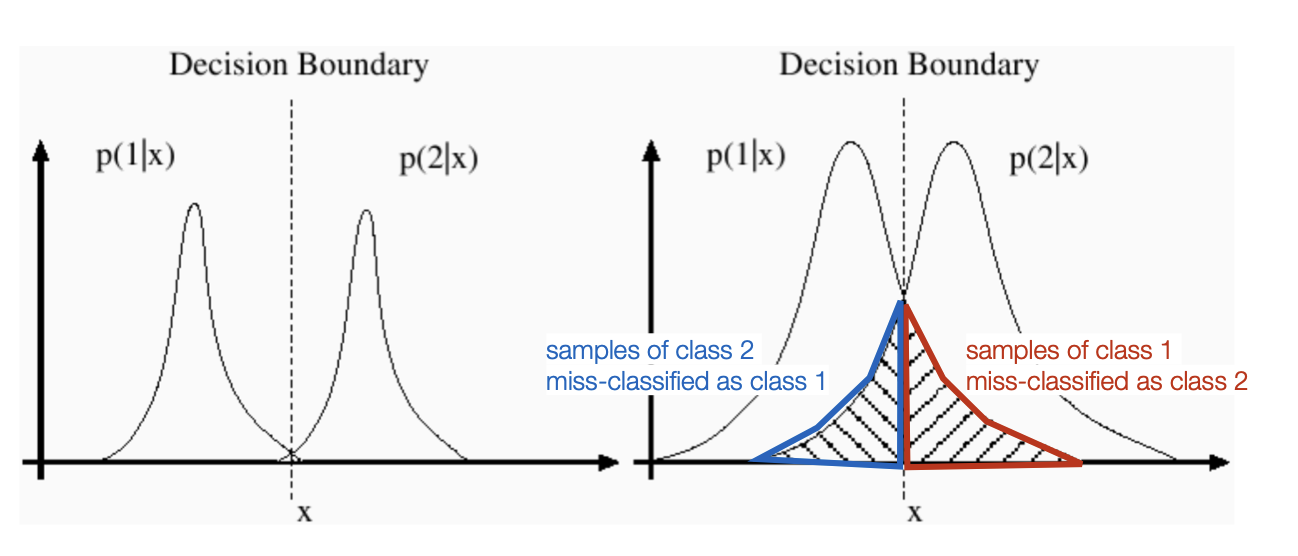 Decision Boundary
p(1|x)
p(2|x)
x
Decision Boundary
p(1|x)
p(2|x)
samples of class 2
miss-classified as class 1
samples of class 1
miss-classified as class 2
x